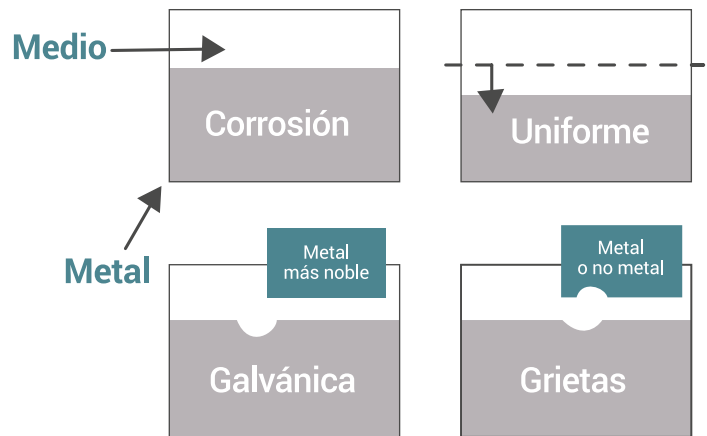 Medio
Corrosión
Uniforme
Metal
Metal
más noble
Metal
o no metal
Galvánica
Grietas